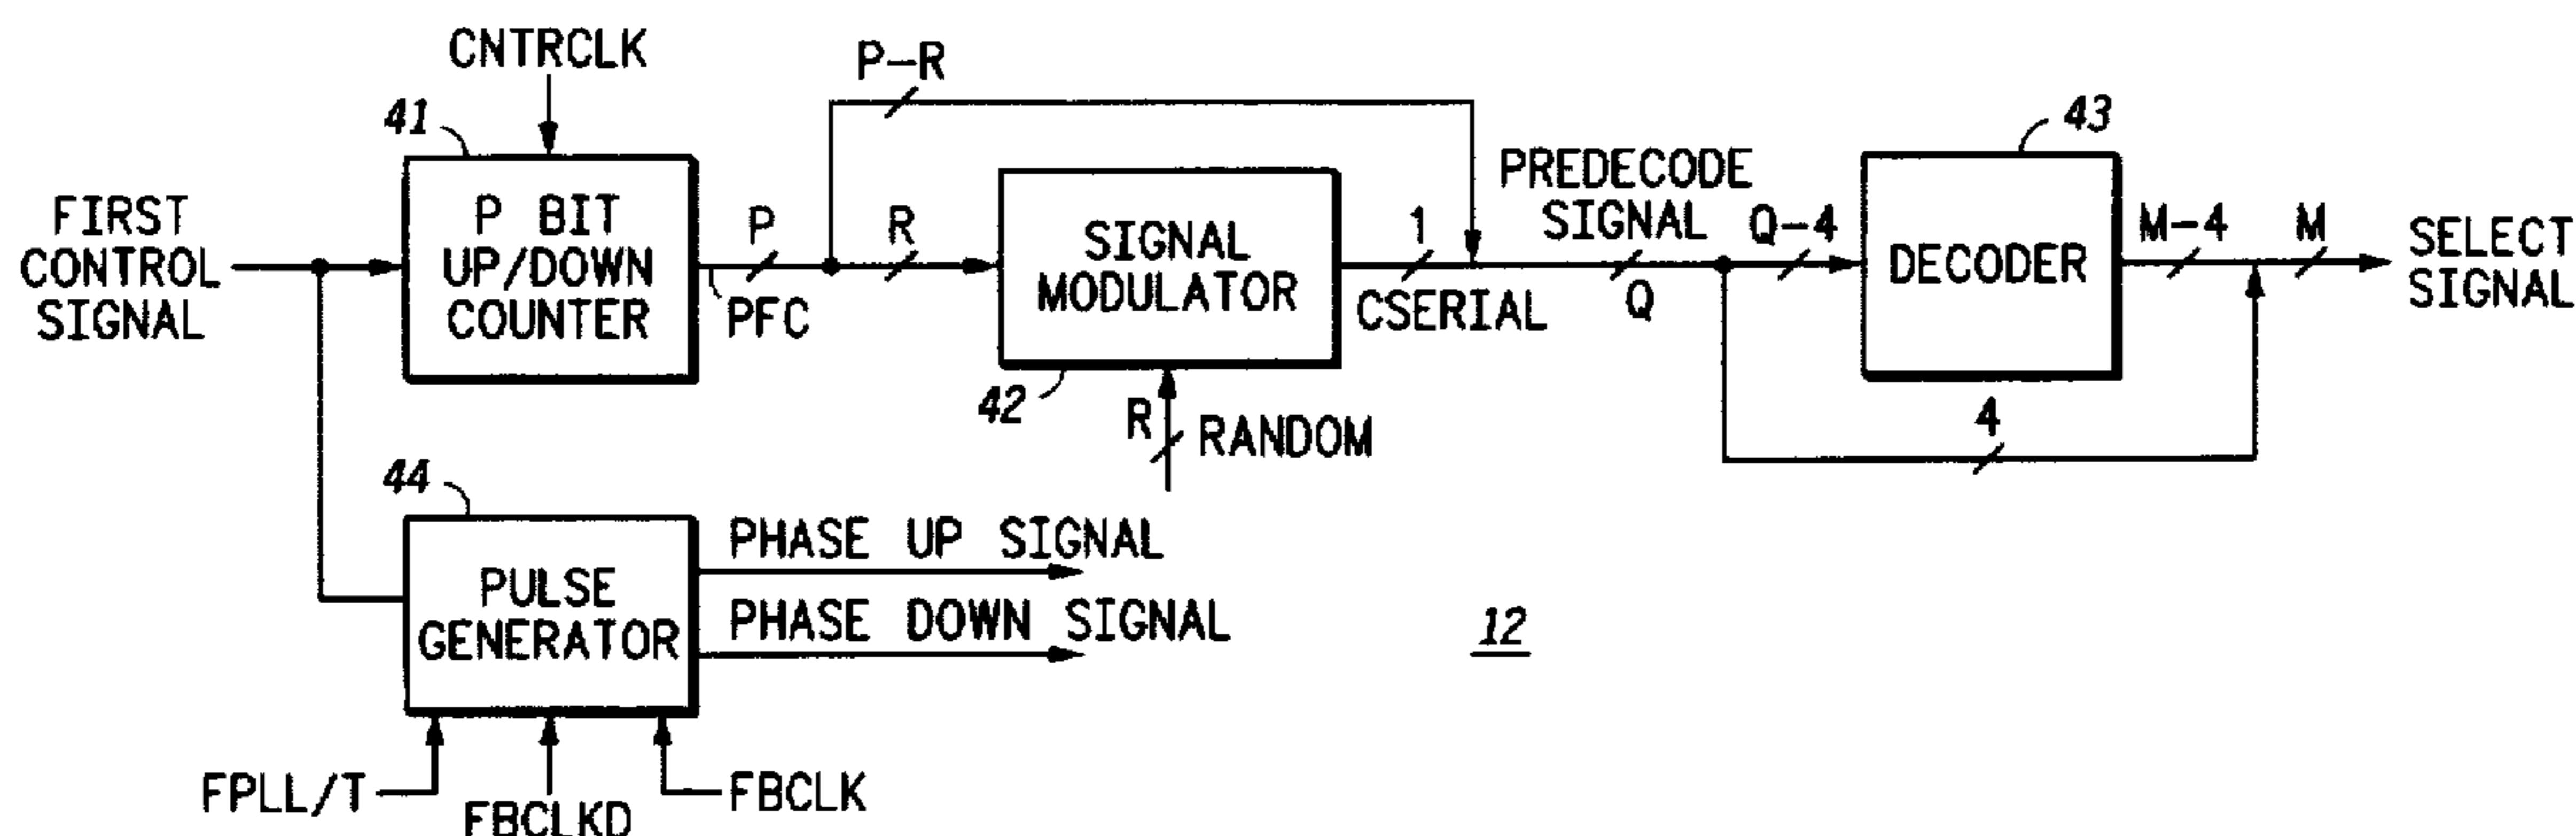 CNTRCLK
P-R
41
43
FIRST
CONTROL
SIGNAL
P BIT
UP/DOWN
COUNTER
P
PFC
R
SIGNAL
MODULATOR
42
R
RANDOM
1
CSERIAL
PREDECODE
SIGNAL
Q
Q-4
DECODER
M-4
M
SELECT
SIGNAL
4
44
PULSE
GENERATOR
PHASE UP SIGNAL
PHASE DOWN SIGNAL
12
FPLL/T
FBCLKD
FBCLK